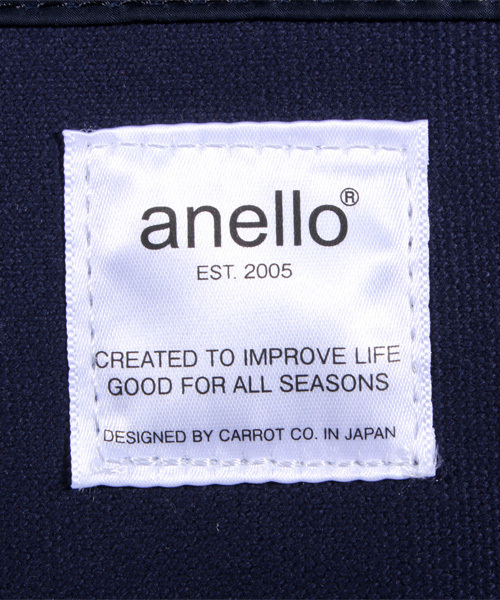 anello®
EST. 2005
CREATED TO IMPROVE LIFE
GOOD FOR ALL SEASONS
DESIGNED BY CARROT CO. IN JAPAN